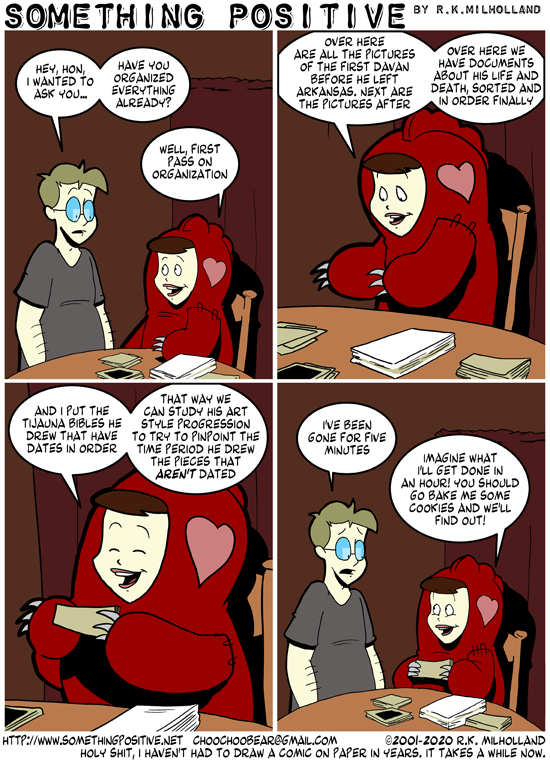 SOMETHING POSITIVE BY R.K.MILHOLLAND
HEY, HON,
I WANTED TO
ASK YOU...
HAVE YOU
ORGANIZED
EVERYTHING
ALREADY?
WELL, FIRST
PASS ON
ORGANIZATION
OVER HERE
ARE ALL THE PICTURES
OF THE FIRST DAVAN
BEFORE HE LEFT
ARKANSAS. NEXT ARE
THE PICTURES AFTER
OVER HERE WE
HAVE DOCUMENTS
ABOUT HIS LIFE AND
DEATH, SORTED AND
IN ORDER FINALLY
AND I PUT THE
TIJAUNA BIBLES HE
DREW THAT HAVE
DATES IN ORDER
THAT WAY WE
CAN STUDY HIS ART
STYLE PROGRESSION
TO TRY TO PINPOINT THE
TIME PERIOD HE DREW
THE PIECES THAT
AREN'T DATED
I'VE BEEN
GONE FOR FIVE
MINUTES
IMAGINE WHAT
I'LL GET DONE IN
AN HOUR! YOU SHOULD
GO BAKE ME SOME
COOKIES AND WE'LL
FIND OUT!
HTTP://WWW.SOMETHINGPOSITIVE.NET CHOOCHOOBEAR@GMAIL.COM ©2001-2020 R.K. MILHOLLAND
HOLY SHIT, I HAVEN'T HAD TO DRAW A COMIC ON PAPER IN YEARS. IT TAKES A WHILE NOW.